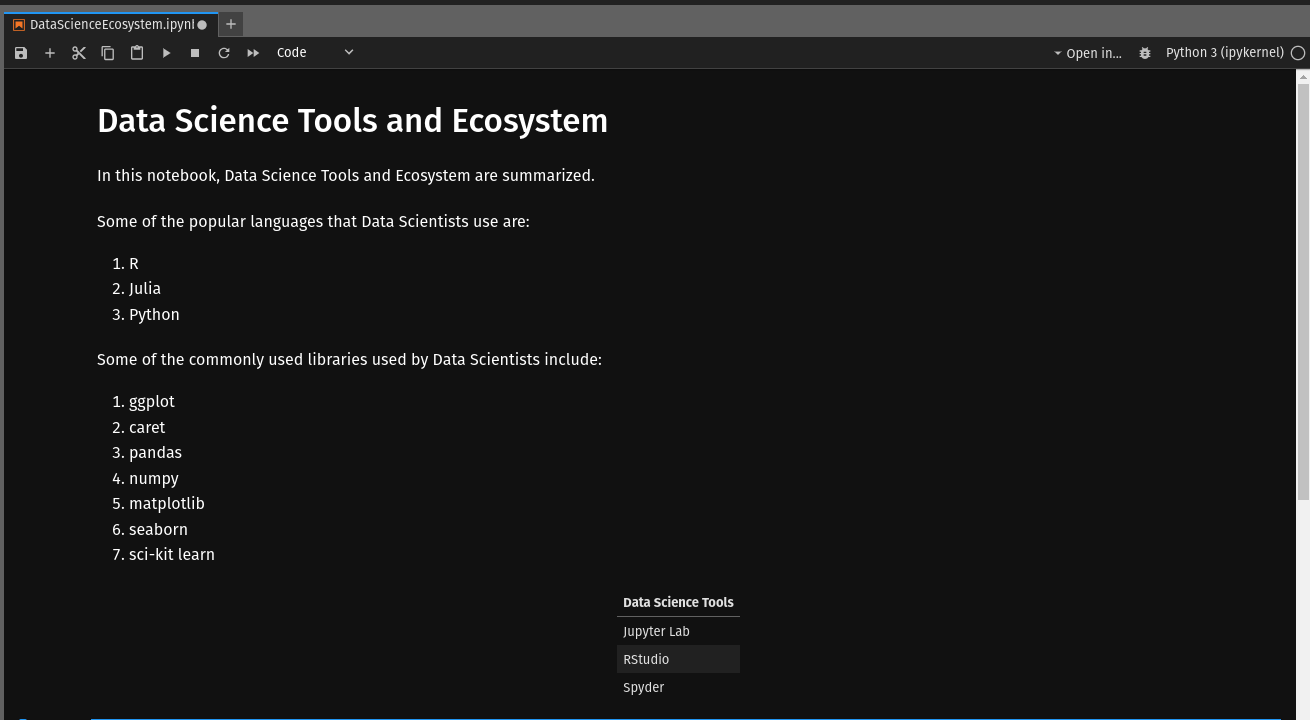 DataScienceEcosystem.ipynl
Code
Open in...
Python 3 (ipykernel)
Data Science Tools and Ecosystem
In this notebook, Data Science Tools and Ecosystem are summarized.
Some of the popular languages that Data Scientists use are:
1. R
2. Julia
3. Python
Some of the commonly used libraries used by Data Scientists include:
1. ggplot
2. caret
3. pandas
4. numpy
5. matplotlib
6. seaborn
7. sci-kit learn
Data Science Tools
Jupyter Lab
RStudio
Spyder